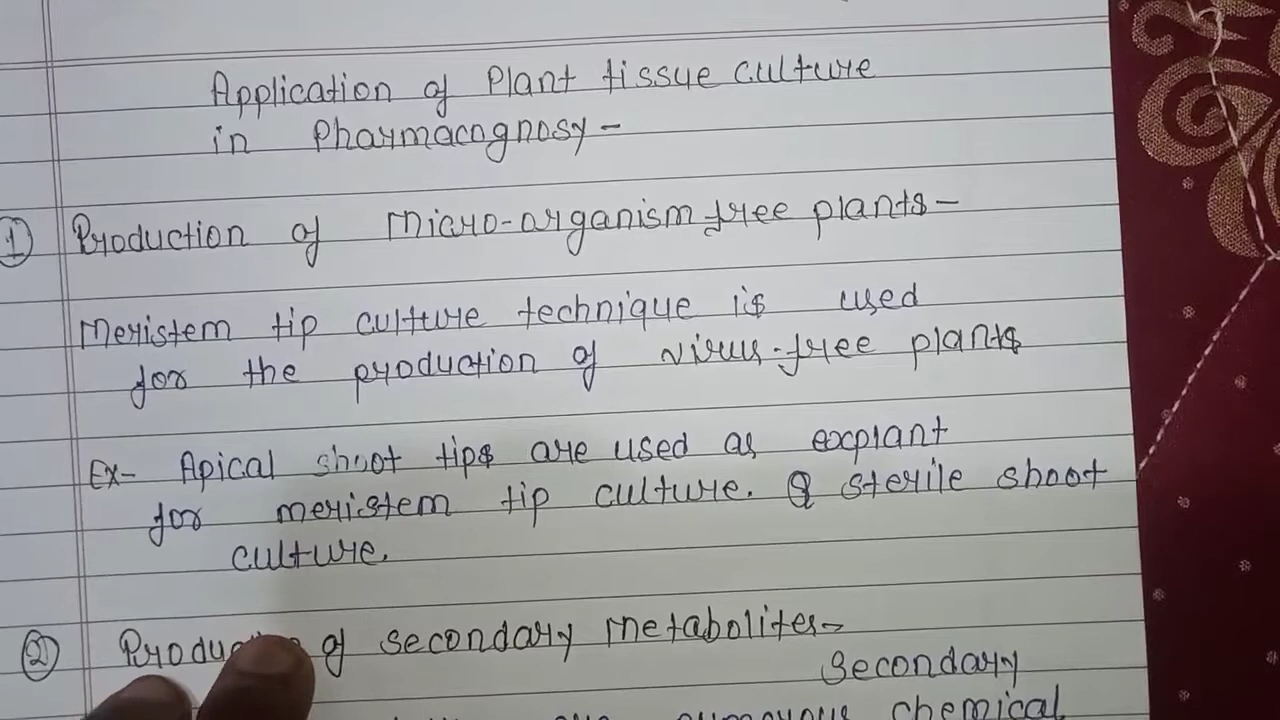 Application of Plant tissue culture
in Pharmacognosy -
① Production of micro-organism free plants -
Meristem tip culture technique is used
for the production of virus-free plants
Ex- Apical shoot tips are used as explant
for meristem tip culture. & sterile shoot
culture.
② of secondary metabolites -
Secondary
chemical